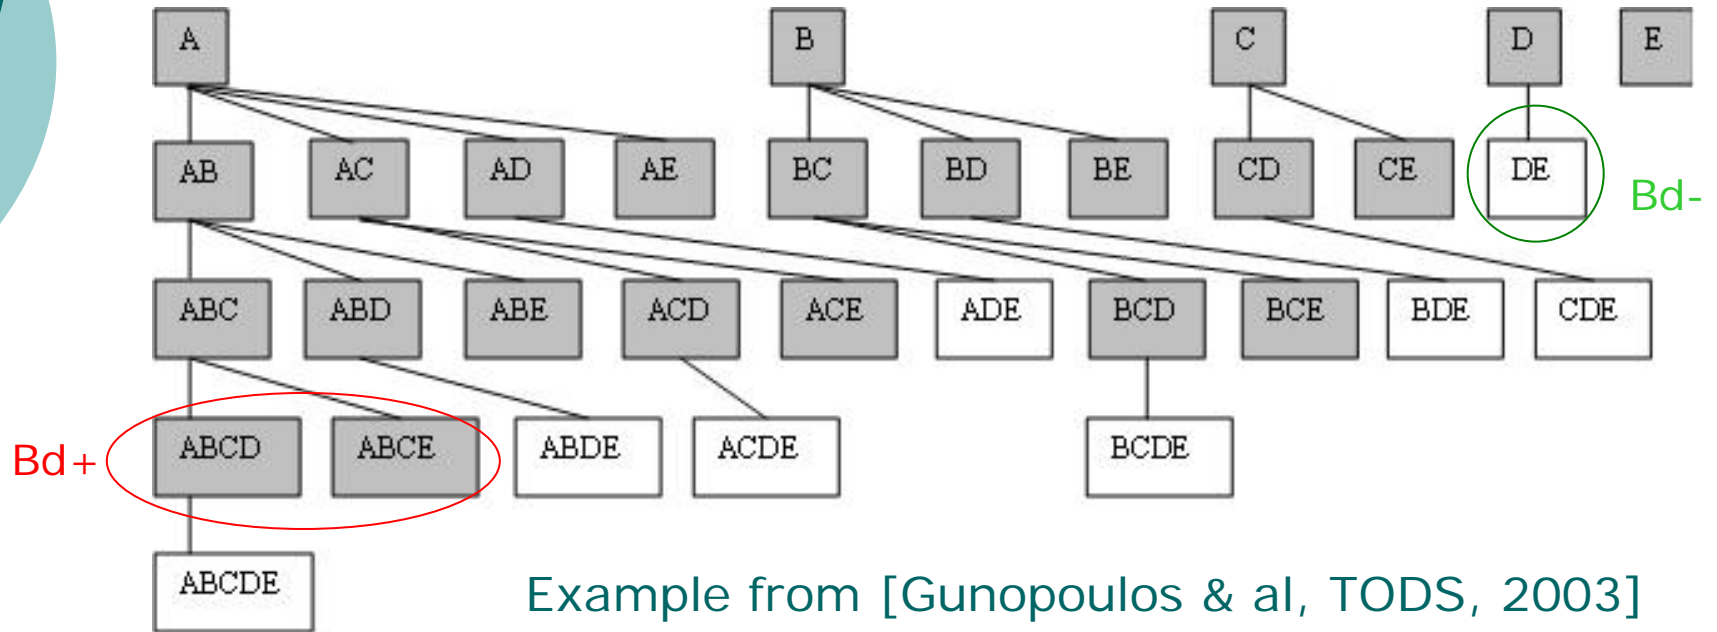 A B C D E
AB AC AD AE BC BD BE CD CE DE
Bd-
ABC ABD ABE ACD ACE ADE BCD BCE BDE CDE
Bd+ ABCD ABCE ABDE ACDE BCDE
ABCDE
Example from [Gunopoulos & al, TODS, 2003]